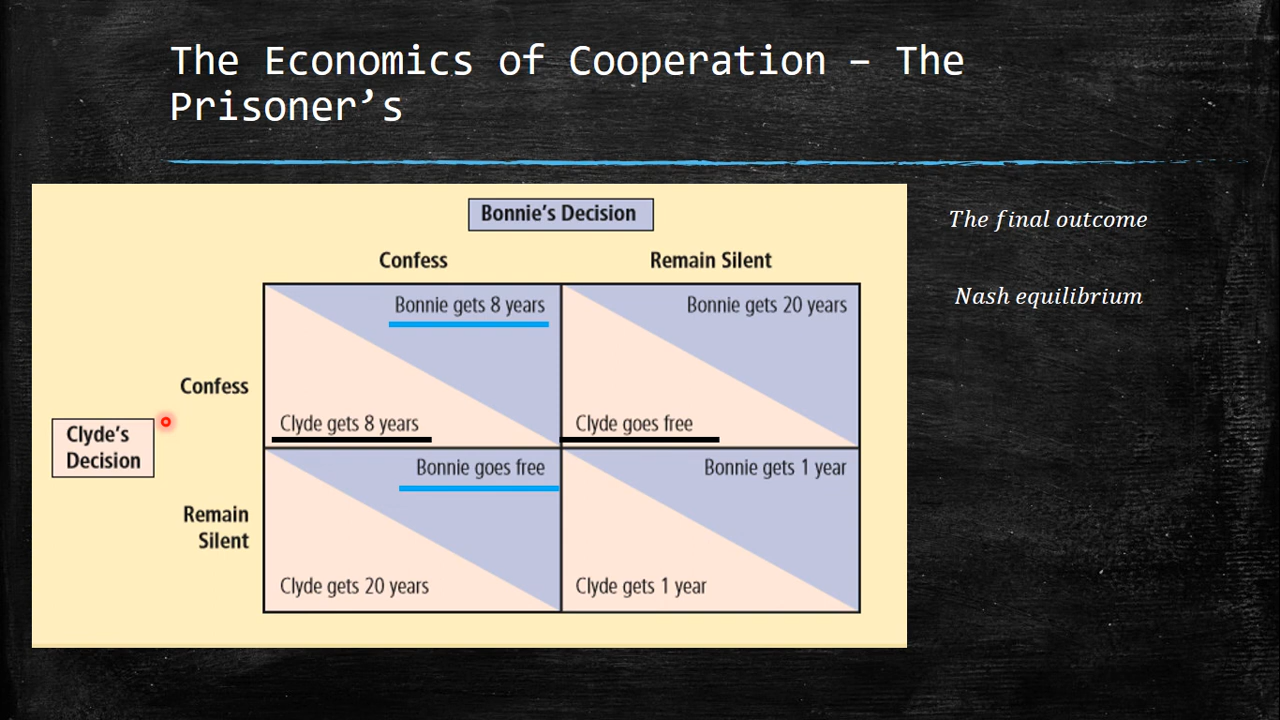 The Economics of Cooperation – The
Prisoner’s
Bonnie’s Decision
Confess
Remain Silent
Bonnie gets 8 years
Bonnie gets 20 years
Confess
Clyde gets 8 years
Clyde goes free
Clyde’s
Decision
Bonnie goes free
Bonnie gets 1 year
Remain
Silent
Clyde gets 20 years
Clyde gets 1 year
The final outcome
Nash equilibrium